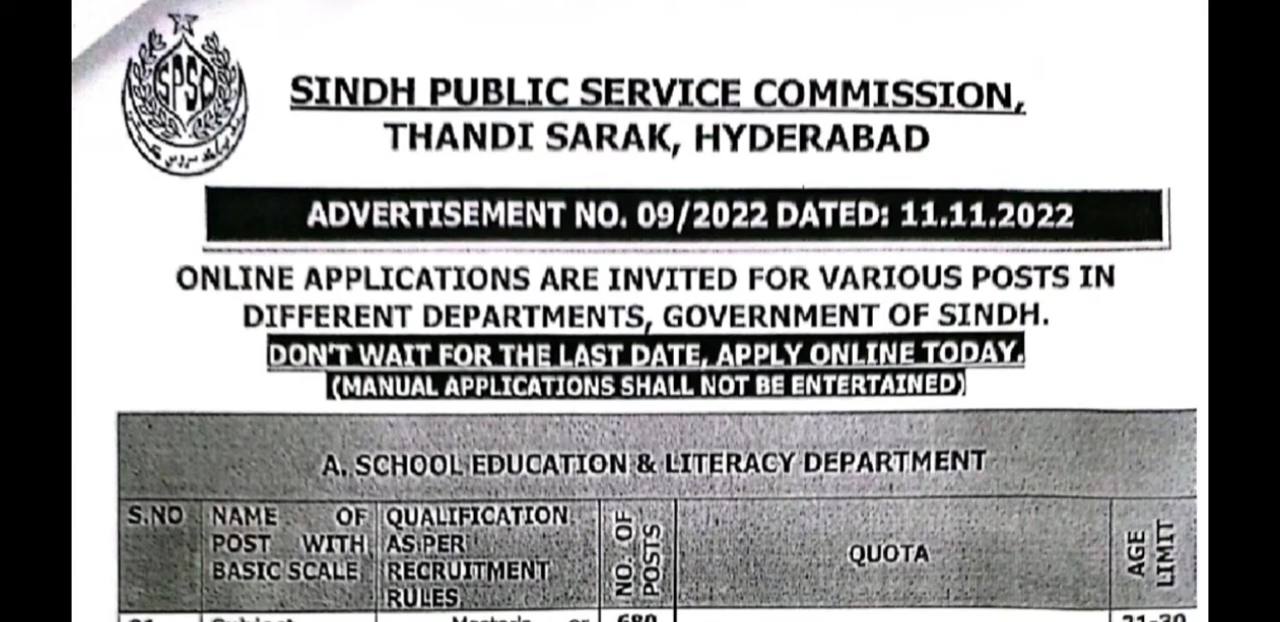 SPSC
SINDH PUBLIC SERVICE COMMISSION,
THANDI SARAK, HYDERABAD
ADVERTISEMENT NO. 09/2022 DATED: 11.11.2022
ONLINE APPLICATIONS ARE INVITED FOR VARIOUS POSTS IN
DIFFERENT DEPARTMENTS, GOVERNMENT OF SINDH.
DON'T WAIT FOR THE LAST DATE, APPLY ONLINE TODAY.
(MANUAL APPLICATIONS SHALL NOT BE ENTERTAINED)
A. SCHOOL EDUCATION & LITERACY DEPARTMENT
S.NO
NAME OF
POST WITH
BASIC SCALE
QUALIFICATION
AS PER
RECRUITMENT
RULES
NO. OF
POSTS
QUOTA
AGE
LIMIT